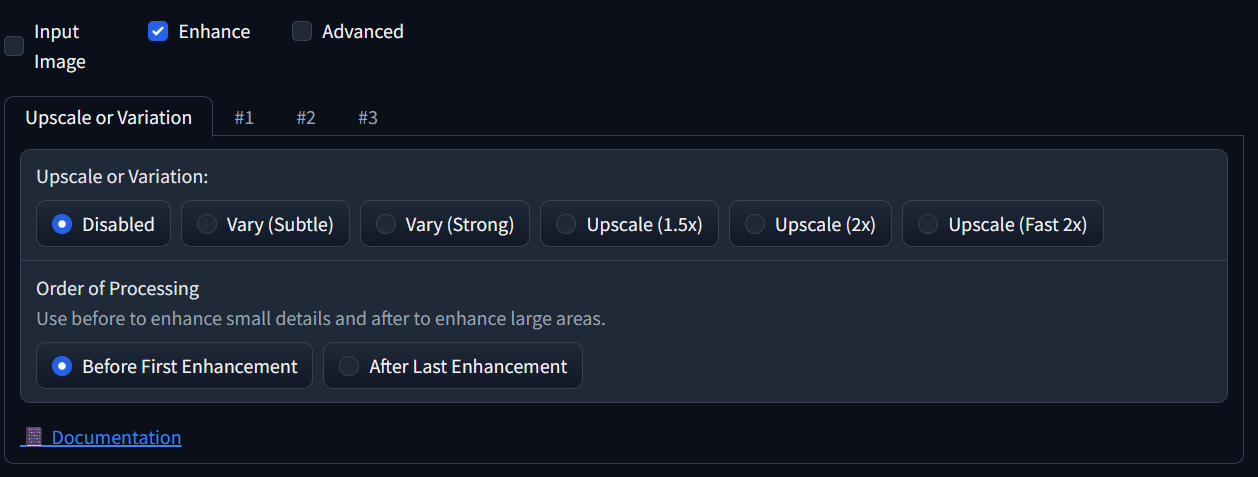 Input Image
Enhance
Advanced
Upscale or Variation
#1
#2
#3
Upscale or Variation:
Disabled
Vary (Subtle)
Vary (Strong)
Upscale (1.5x)
Upscale (2x)
Upscale (Fast 2x)
Order of Processing
Use before to enhance small details and after to enhance large areas.
Before First Enhancement
After Last Enhancement
Documentation